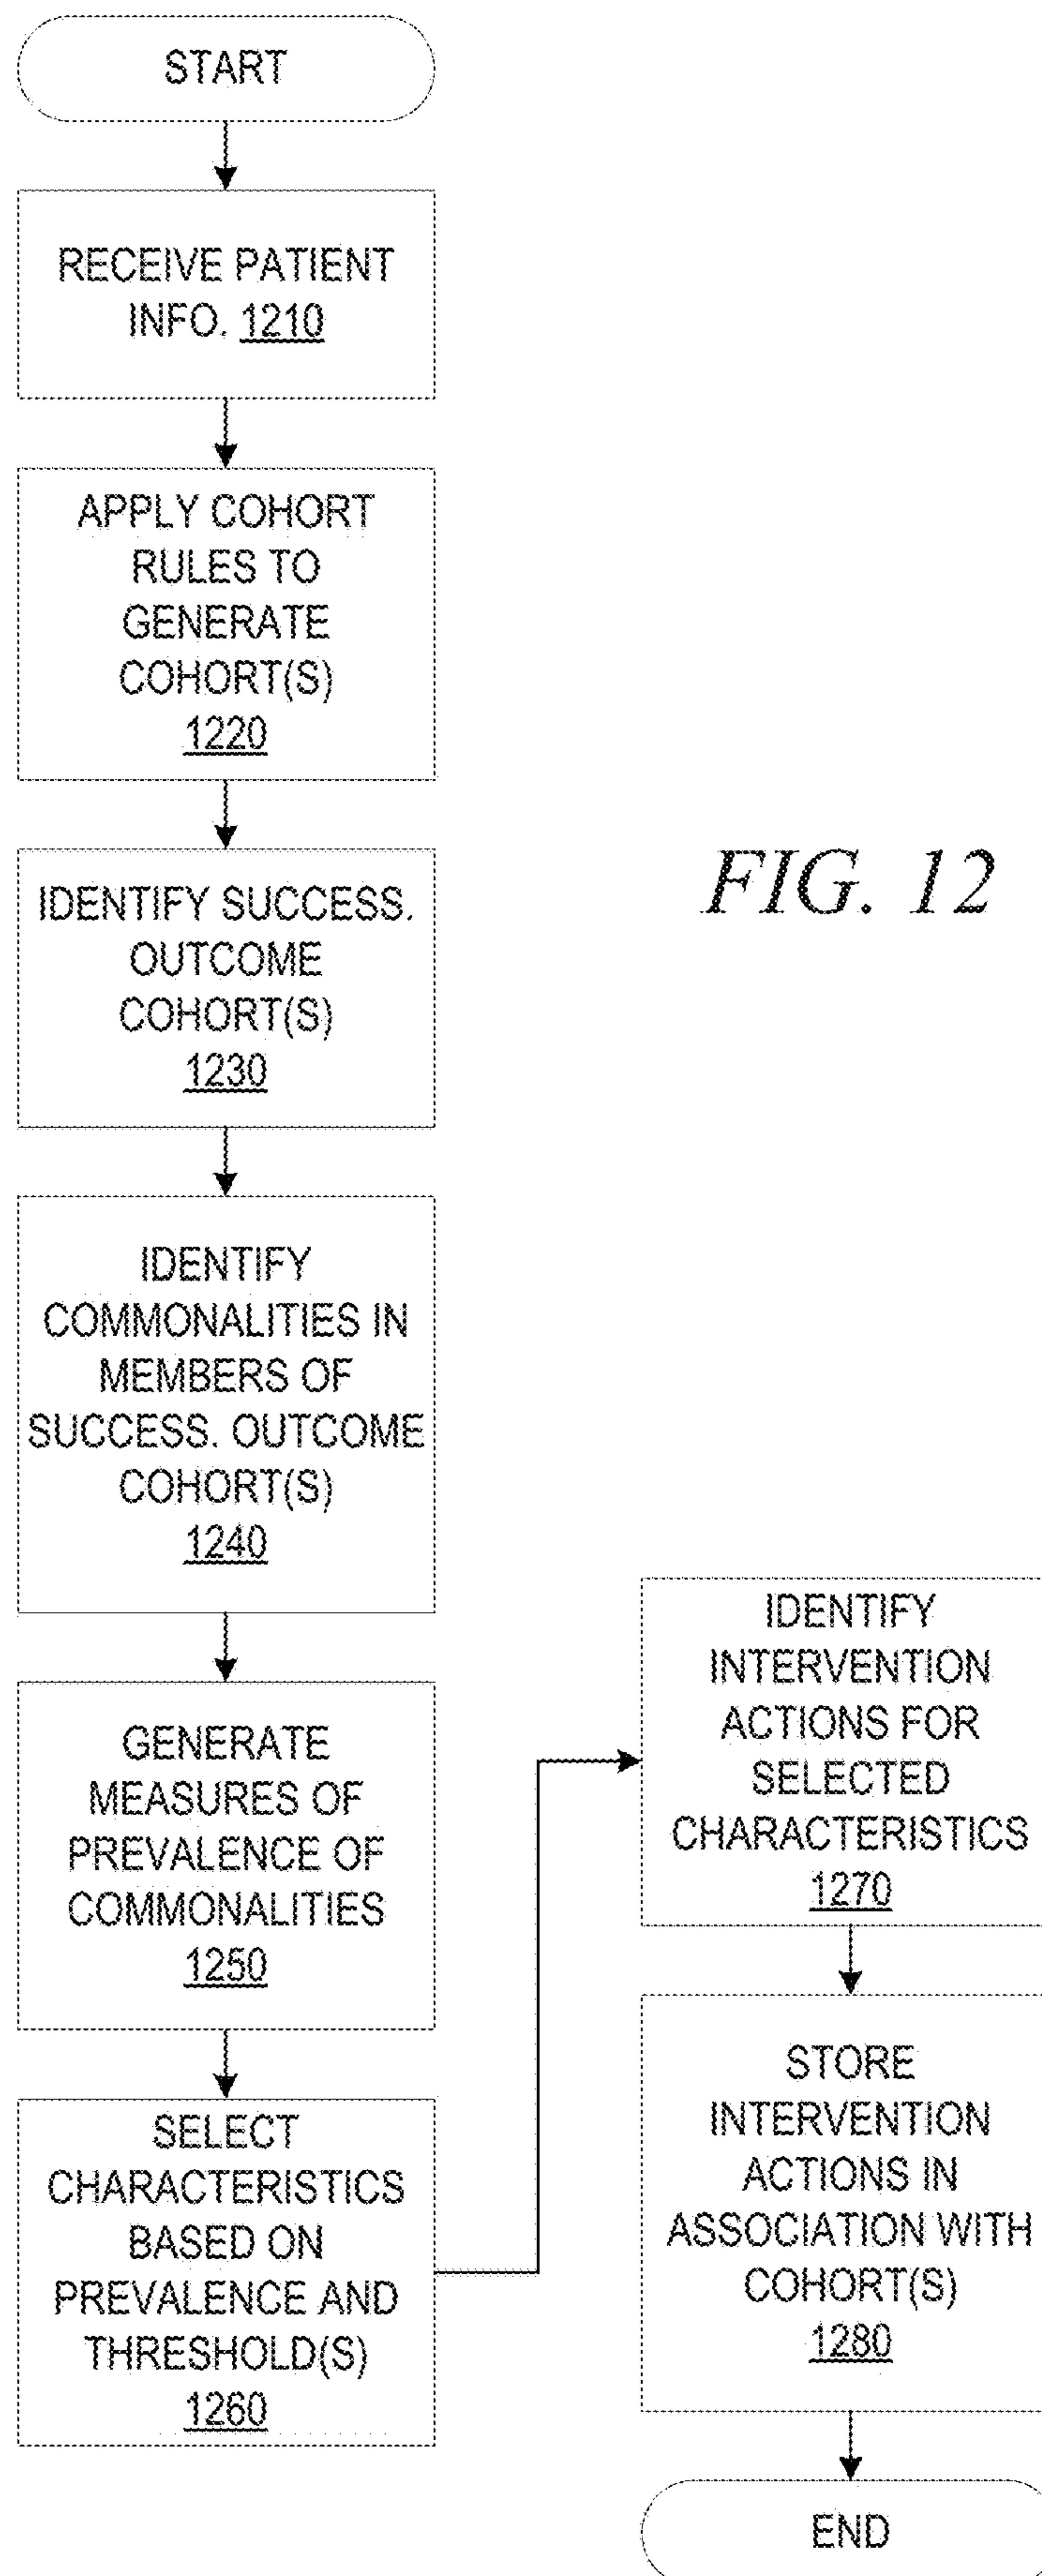 START
RECEIVE PATIENT
INFO. 1210
APPLY COHORT
RULES TO
GENERATE
COHORT(S)
1220
IDENTIFY SUCCESS.
OUTCOME
COHORT(S)
1230
IDENTIFY
COMMONALITIES IN
MEMBERS OF
SUCCESS. OUTCOME
COHORT(S)
1240
GENERATE
MEASURES OF
PREVALENCE OF
COMMONALITIES
1250
SELECT
CHARACTERISTICS
BASED ON
PREVALENCE AND
THRESHOLD(S)
1260
IDENTIFY
INTERVENTION
ACTIONS FOR
SELECTED
CHARACTERISTICS
1270
STORE
INTERVENTION
ACTIONS IN
ASSOCIATION WITH
COHORT(S)
1280
END
FIG. 12